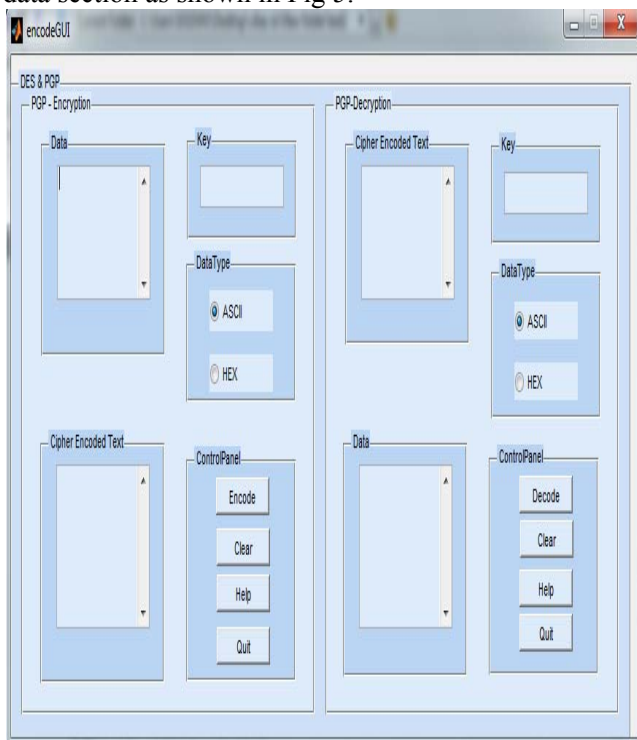 data section as shown in Fig 5.
encodeGUI
DES & PGP
PGP - Encryption
Data
Key
DataType
ASCII
HEX
Cipher Encoded Text
ControlPanel
Encode
Clear
Help
Quit
PGP-Decryption
Cipher Encoded Text
Key
DataType
ASCII
HEX
Data
ControlPanel
Decode
Clear
Help
Quit